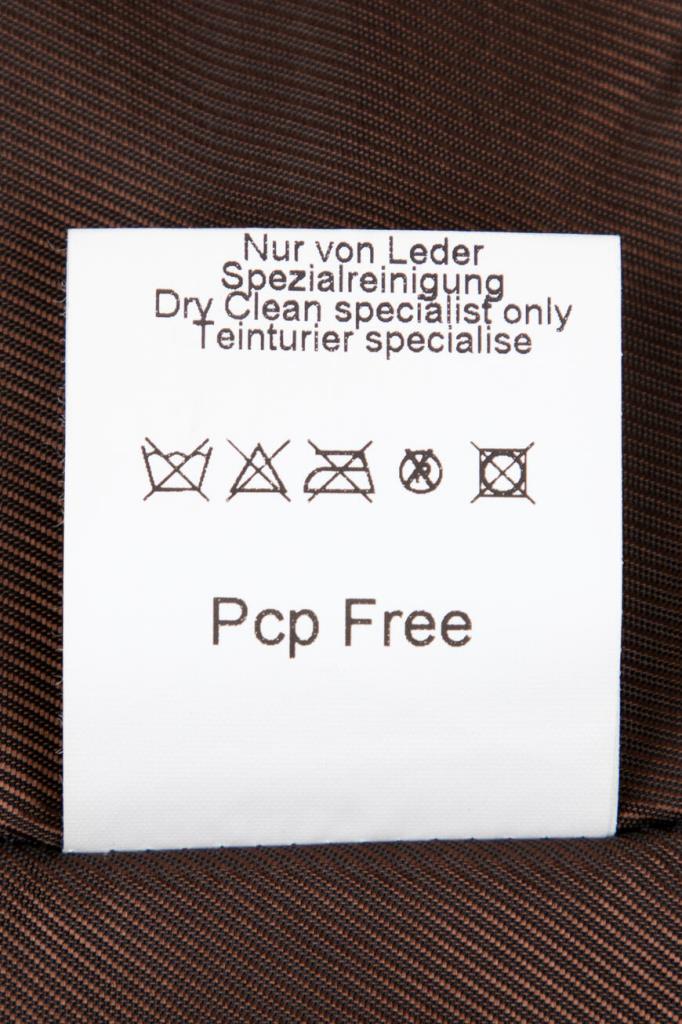 Nur von Leder
Spezialreinigung
Dry Clean specialist only
Teinturier specialise
Pcp Free